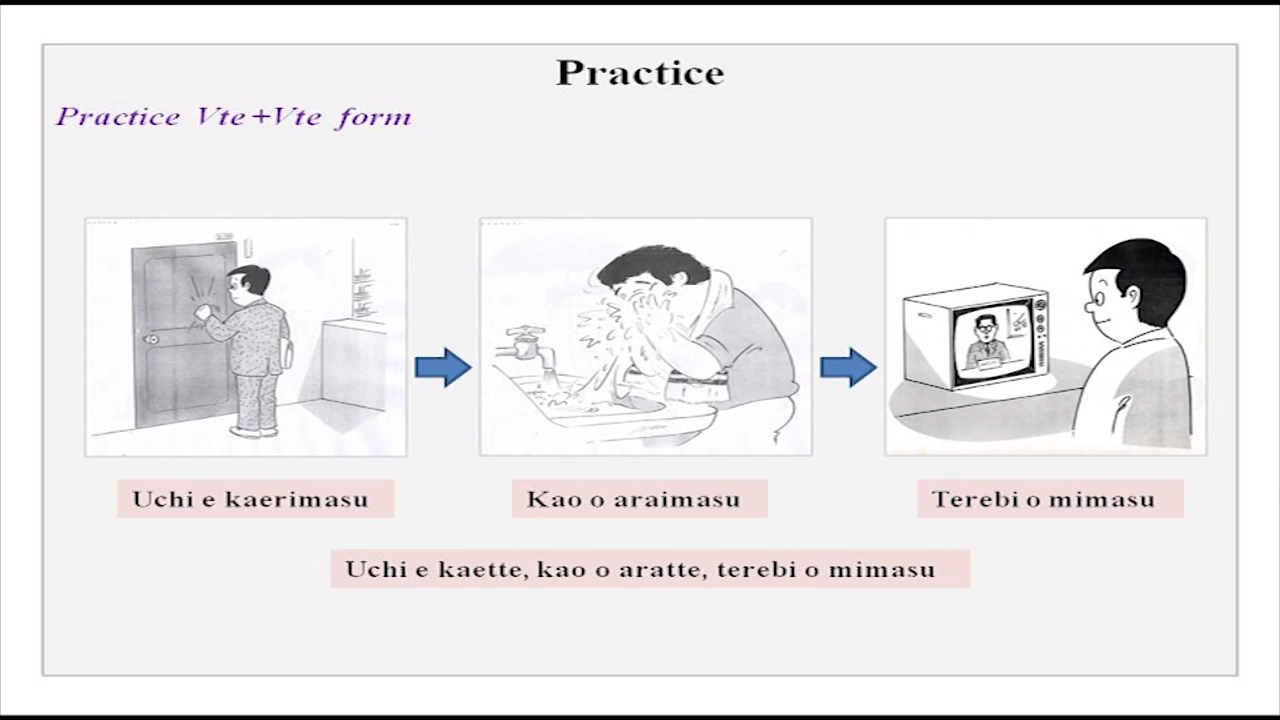 Practice
Practice Vte+Vte form
Uchi e kaerimasu
Kao o araimasu
Terebi o mimasu
Uchi e kaette, kao o aratte, terebi o mimasu